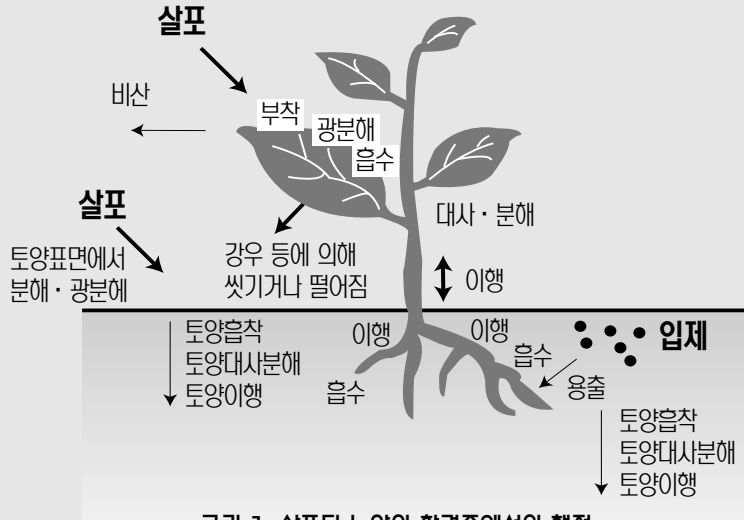 살포
비산
부착
광분해
흡수
살포
대사 · 분해
토양표면에서
분해 · 광분해
강우 등에 의해
씻기거나 떨어짐
이행
토양흡착
토양대사분해
토양이행
이행
흡수
이행
흡수
입제
용출
토양흡착
토양대사분해
토양이행